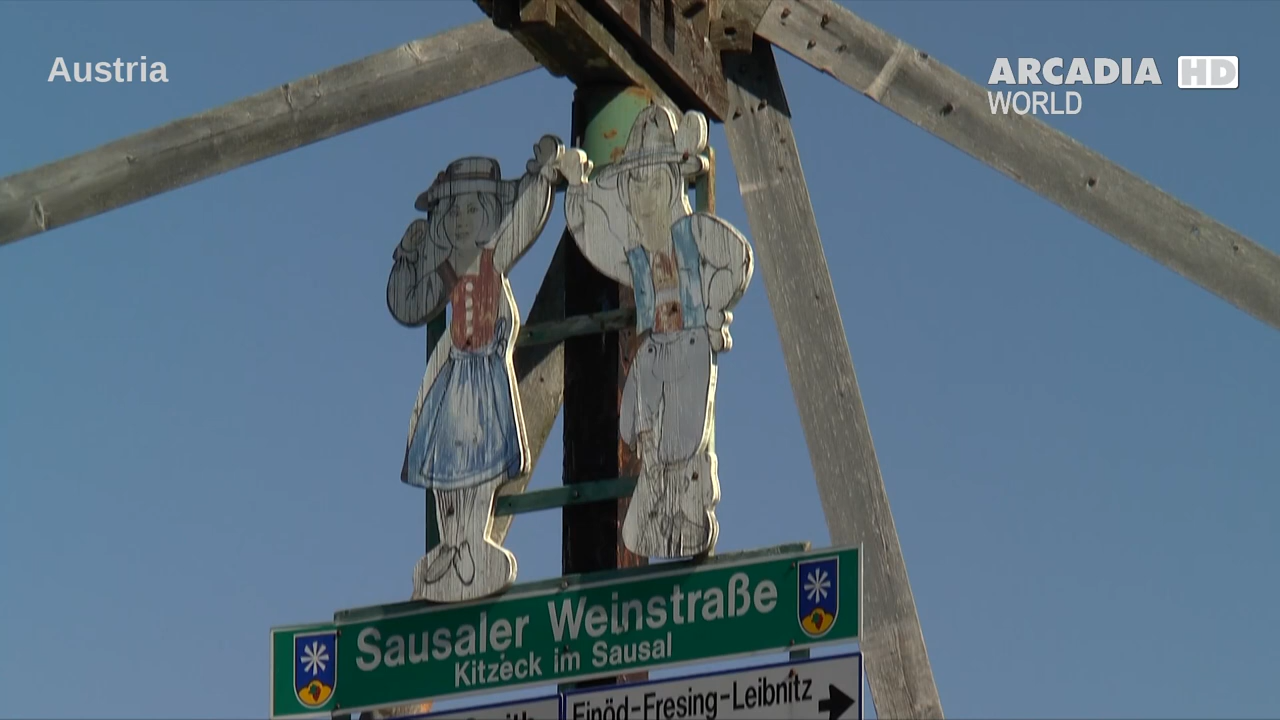 Austria
ARCADIA HD
WORLD
Sausaler Weinstraße
Kitzeck im Sausal
Einöd-Fresing-Leibnitz